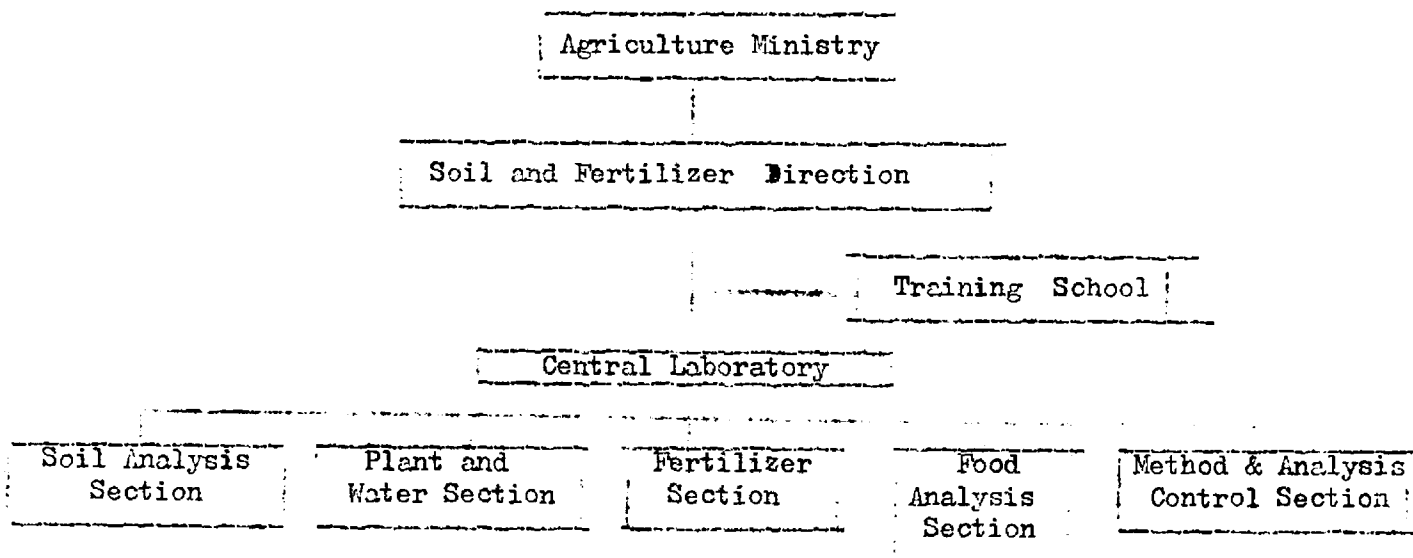 Agriculture Ministry
Soil and Fertilizer Direction
Training School
Central Laboratory
Soil Analysis
Section
Plant and
Water Section
Fertilizer
Section
Food
Analysis
Section
Method & Analysis
Control Section